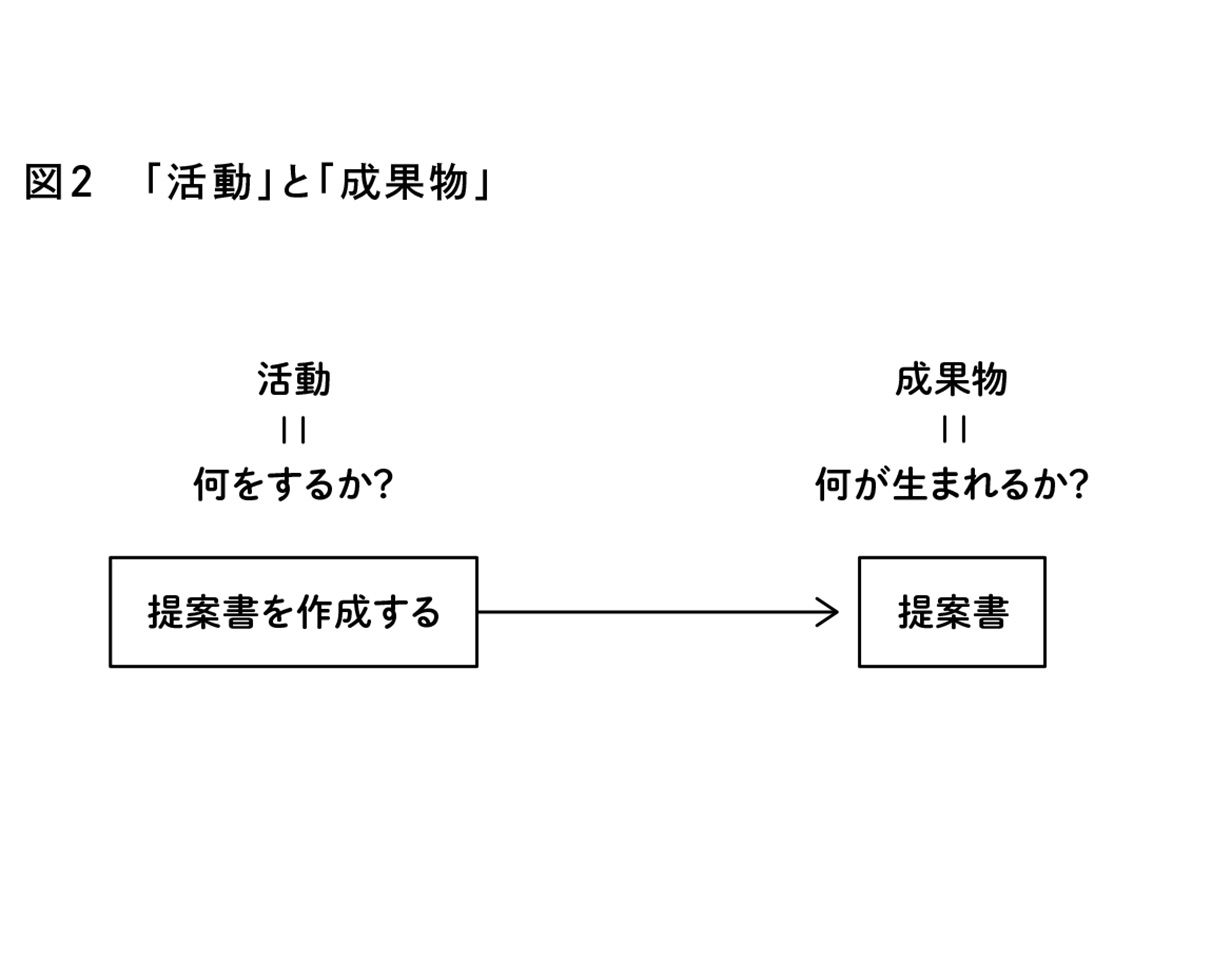 図2 「活動」と「成果物」
活動
=
何をするか?
提案書を作成する
成果物
=
何が生まれるか?
提案書